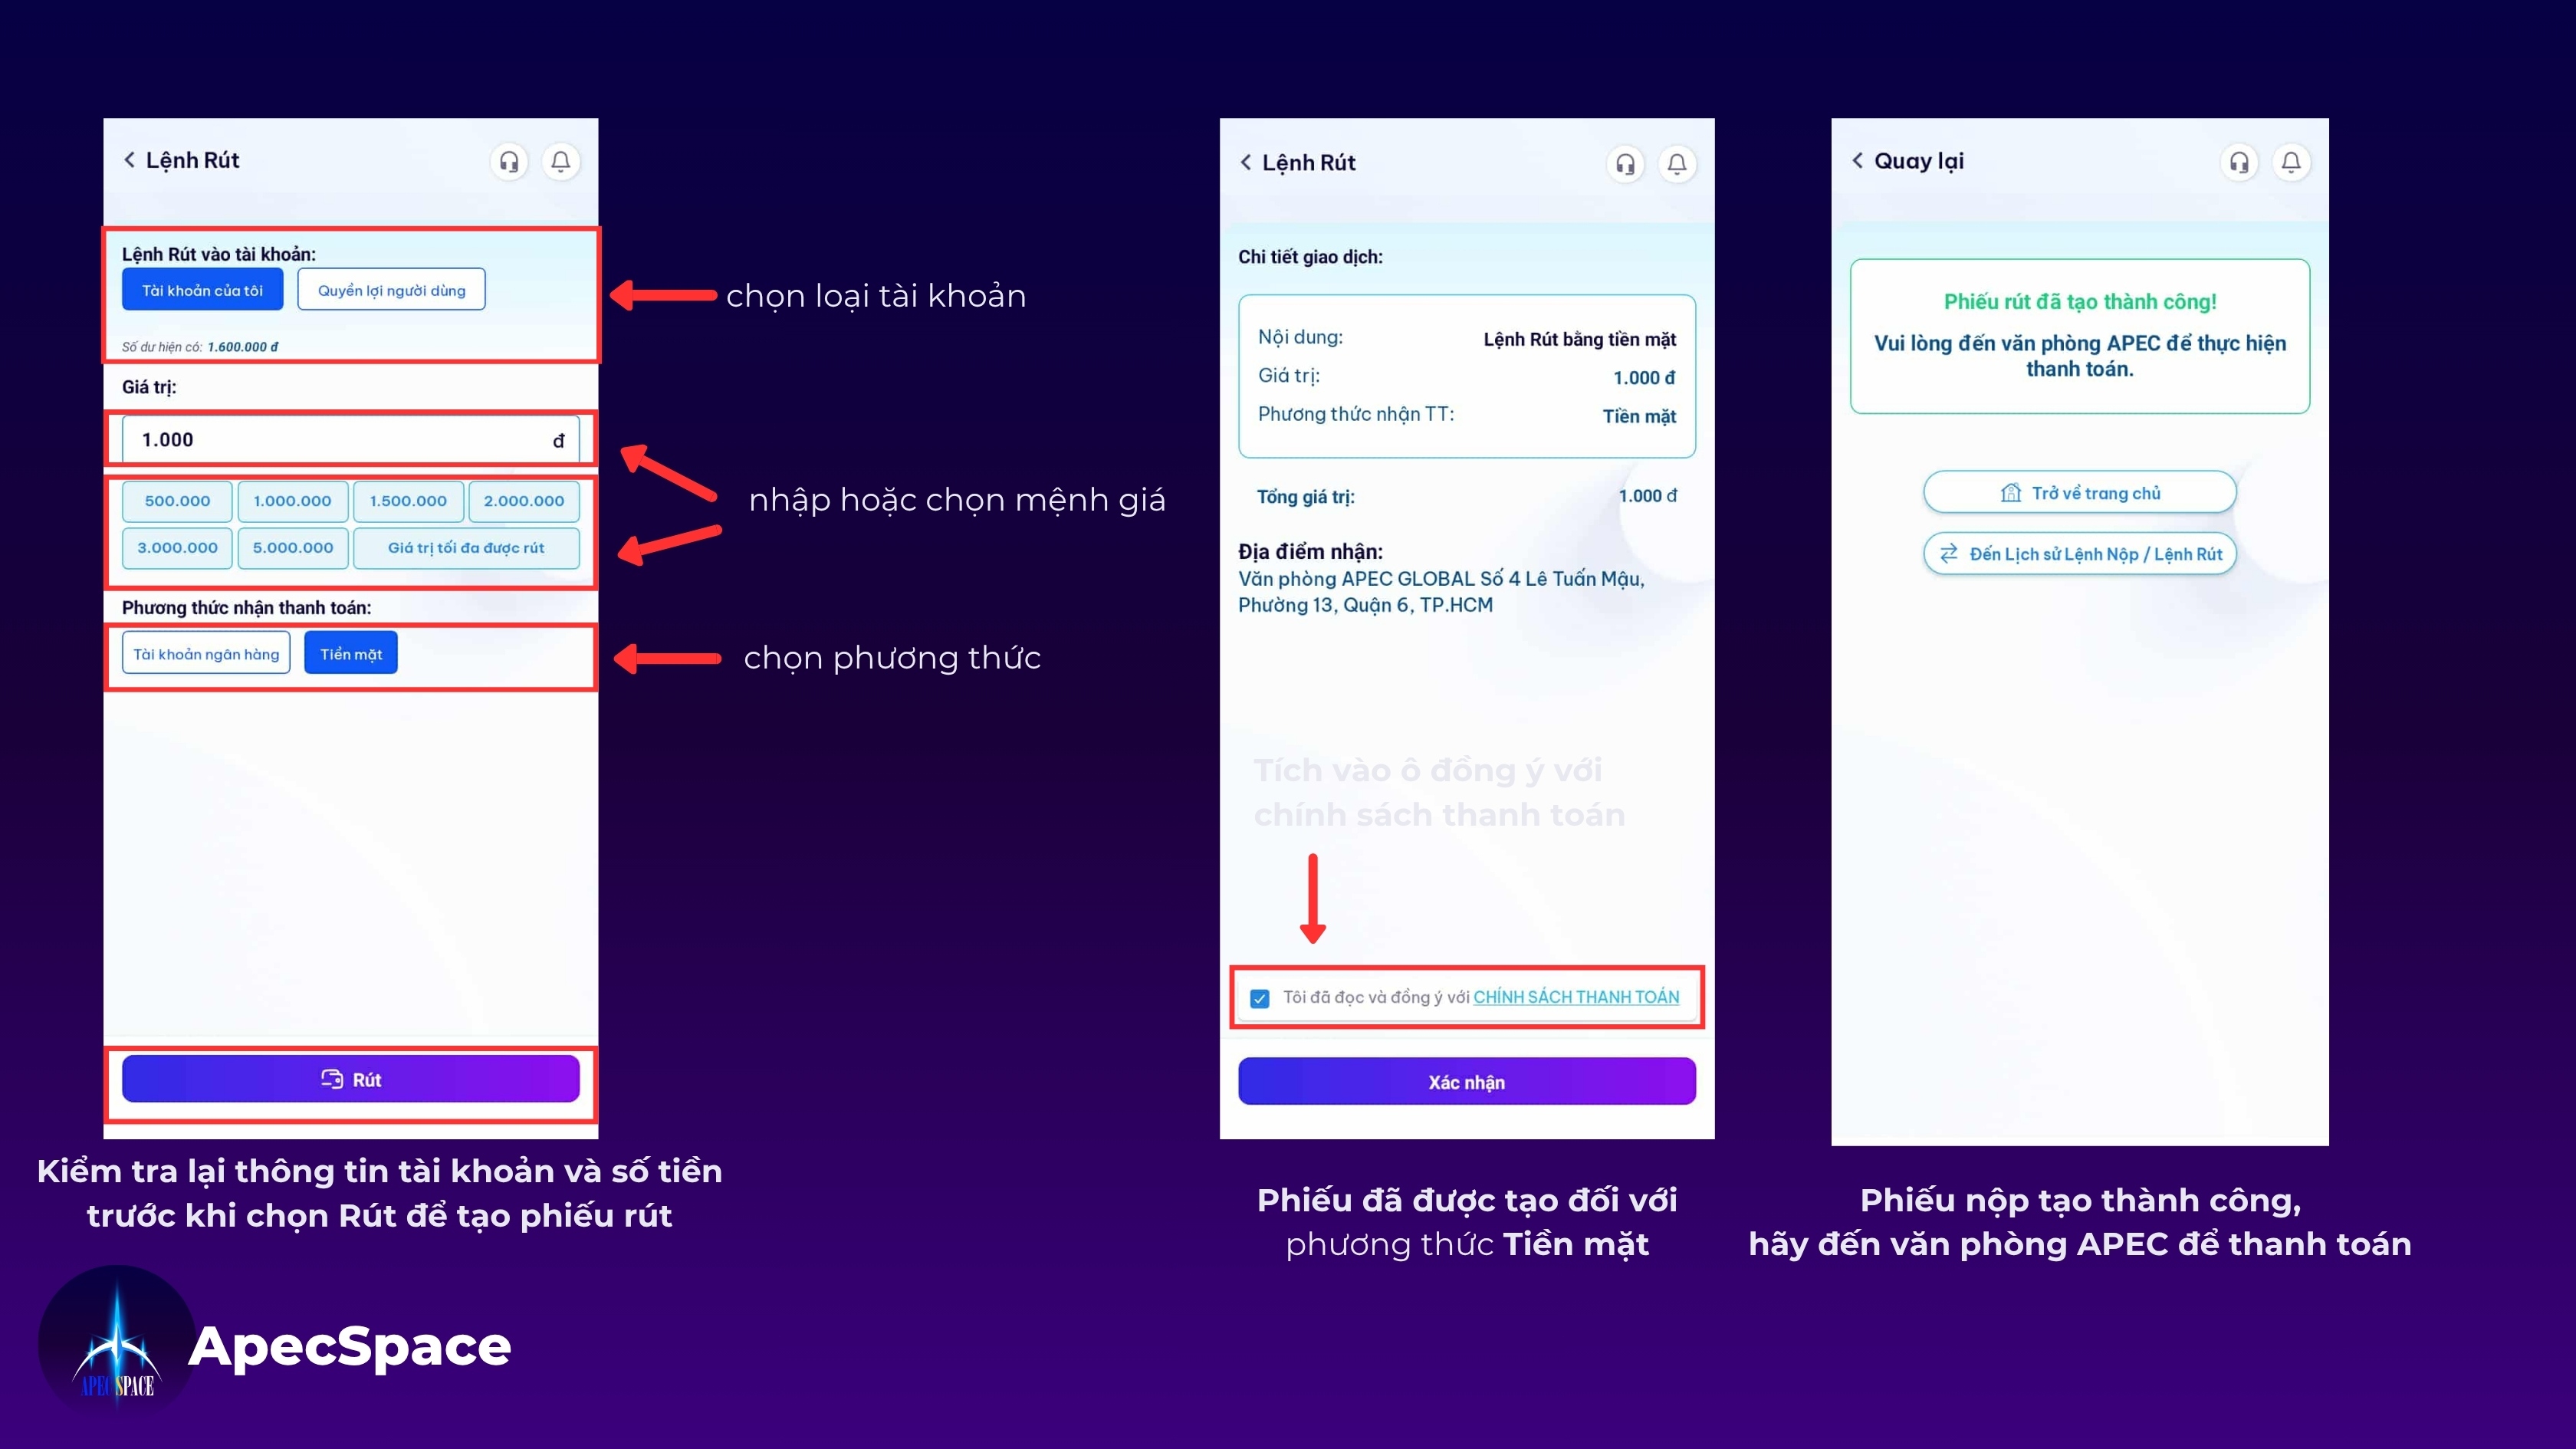 Lệnh Rút
Lệnh Rút vào tài khoản:
Tài khoản của tôi
Quyền lợi người dùng
Số dư hiện có: 1.600.000 đ
chọn loại tài khoản
Giá trị:
1.000 đ
500.000
1.000.000
1.500.000
2.000.000
3.000.000
5.000.000
Giá trị tối đa được rút
nhập hoặc chọn mệnh giá
Phương thức nhận thanh toán:
Tài khoản ngân hàng
Tiền mặt
chọn phương thức
Rút
Kiểm tra lại thông tin tài khoản và số tiền
trước khi chọn Rút để tạo phiếu rút
Lệnh Rút
Chi tiết giao dịch:
Nội dung: Lệnh Rút bằng tiền mặt
Giá trị: 1.000 đ
Phương thức nhận TT: Tiền mặt
Tổng giá trị: 1.000 đ
Địa điểm nhận:
Văn phòng APEC GLOBAL Số 4 Lê Tuấn Mậu,
Phường 13, Quận 6, TP.HCM
Tích vào ô đồng ý với
chính sách thanh toán
Tôi đã đọc và đồng ý với CHÍNH SÁCH THANH TOÁN
Xác nhận
Phiếu đã được tạo đối với
phương thức Tiền mặt
Quay lại
Phiếu rút đã tạo thành công!
Vui lòng đến văn phòng APEC để thực hiện
thanh toán.
Trở về trang chủ
Đến Lịch sử Lệnh Nộp / Lệnh Rút
Phiếu nộp tạo thành công,
hãy đến văn phòng APEC để thanh toán
APEC SPACE
ApecSpace